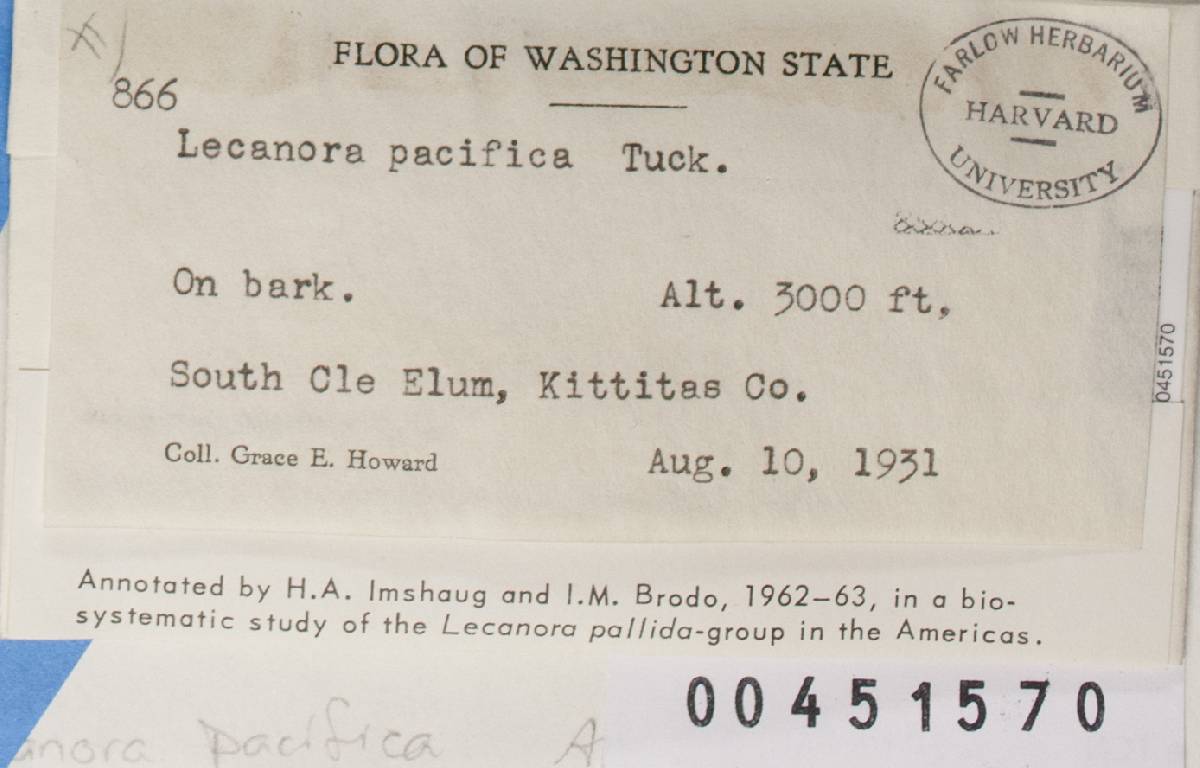 FLORA OF WASHINGTON STATE
FARLOW HERBARIUM
HARVARD
UNIVERSITY
866
Lecanora pacifica Tuck.
On bark. Alt. 3000 ft,
South Cle Elum, Kittitas Co.
Coll. Grace E. Howard Aug. 10, 1931
0451570
Annotated by H.A. Imshaug and I.M. Brodo, 1962–63, in a bio-
systematic study of the Lecanora pallida-group in the Americas.
00451570
anora pacifica A